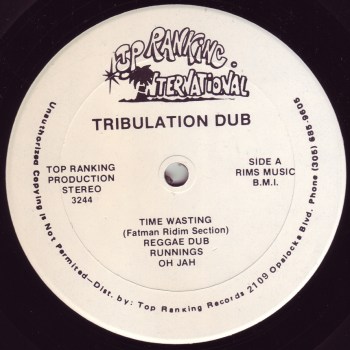 TOP RANKING.
INTERNATIONAL
TRIBULATION DUB
TOP RANKING
PRODUCTION
STEREO
3244
SIDE A
RIMS MUSIC
B.M.I.
TIME WASTING
(Fatman Ridim Section)
REGGAE DUB
RUNNINGS
OH JAH
Unauthorized Copying is Not Permitted—Dist. by: Top Ranking Records 2109 Opalocka Blvd. Phone (305) 685-9605